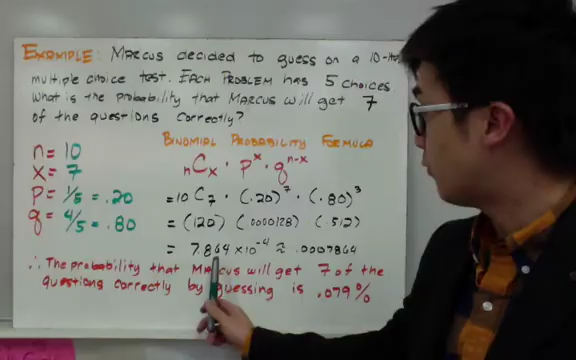 EXAMPLE: MARCUS decided to guess on a 10-ite
multiple choice test. EACH PROBLEM has 5 choices.
What is the probability that MARCUS will get 7
of the questions correctly?
BINOMIAL PROBABILITY FORMULA
n = 10
x = 7
p = 1/5 = .20
q = 4/5 = .80
nCx · p^x · q^(n-x)
= 10C7 · (.20)^7 · (.80)^3
= (120) (.0000128) (.512)
= 7.864 × 10^-4 ≈ .0007864
∴ The probability that Marcus will get 7 of the
questions correctly by guessing is .079%